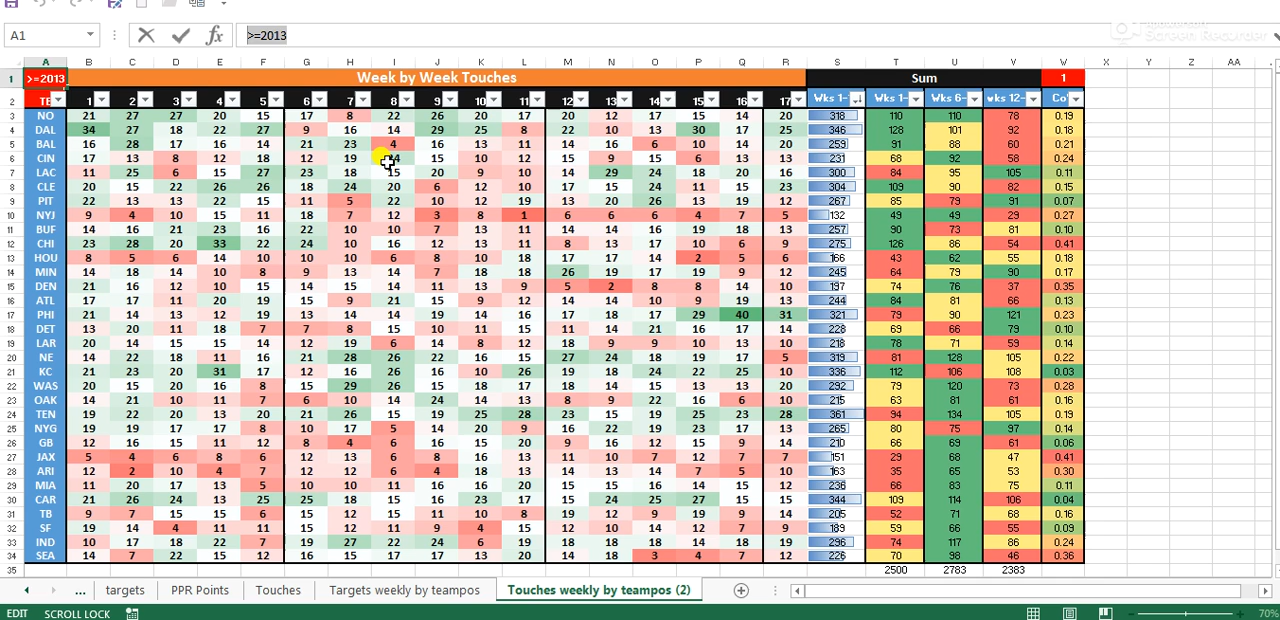 A1 >=2013
A B C D E F G H I J K L M N O P Q R S T U V W X Y Z AA
1 >=2013 Week by Week Touches Sum 1
2 TE 1 2 3 4 5 6 7 8 9 10 11 12 13 14 15 16 17 Wks 1- Wks 1- Wks 6- wks 12- Co
3 NO 21 27 27 20 15 17 8 22 26 20 17 20 12 17 15 14 20 318 110 110 78 0.19
4 DAL 34 27 18 22 27 9 16 14 29 25 8 22 10 13 30 17 25 346 128 101 92 0.18
5 BAL 16 28 17 16 14 21 23 4 16 13 11 14 16 6 10 14 20 259 91 88 60 0.21
6 CIN 17 13 8 12 18 12 19 15 10 12 15 9 15 6 13 13 231 68 92 58 0.24
7 LAC 11 25 6 15 27 23 18 15 20 9 10 14 29 24 18 20 16 300 84 95 105 0.11
8 CLE 20 15 22 26 26 18 24 20 6 12 10 17 15 24 11 15 23 304 109 90 82 0.15
9 PIT 22 13 13 22 15 11 5 22 10 12 19 13 20 26 13 19 12 267 85 79 91 0.07
10 NYJ 9 4 10 15 11 18 7 12 3 8 1 6 6 6 4 7 5 132 49 49 29 0.27
11 BUF 14 16 21 23 16 22 10 10 7 13 11 14 14 16 19 18 13 257 90 73 81 0.10
12 CHI 23 28 20 33 22 24 10 16 12 13 11 8 13 17 10 6 9 275 126 86 54 0.41
13 HOU 8 5 6 14 10 10 10 6 8 10 18 17 17 14 2 5 6 166 43 62 55 0.18
14 MIN 14 18 14 10 8 9 13 14 7 18 18 26 19 17 19 9 12 245 64 79 90 0.17
15 DEN 21 16 12 10 15 14 15 14 11 13 9 5 2 8 8 14 10 197 74 76 37 0.35
16 ATL 17 17 11 20 19 15 9 21 15 9 12 14 14 10 9 19 13 244 84 81 66 0.13
17 PHI 21 14 13 12 19 13 14 14 19 14 16 17 18 17 29 40 31 321 79 90 121 0.23
18 DET 13 20 11 18 7 7 8 15 10 11 15 11 14 21 16 17 14 228 69 66 79 0.10
19 LAR 20 14 15 15 14 12 19 6 14 8 12 18 9 9 10 13 10 218 78 71 59 0.14
20 NE 14 22 18 11 16 21 28 26 22 16 15 27 24 18 19 17 5 319 81 128 105 0.22
21 KC 21 23 20 31 17 12 16 26 16 10 26 19 18 24 22 25 10 336 112 106 108 0.03
22 WAS 20 15 20 16 8 17 29 26 15 18 17 18 14 15 13 13 20 292 79 120 73 0.28
23 OAK 14 21 10 11 7 6 10 14 24 14 13 8 9 22 16 6 10 215 63 81 61 0.16
24 TEN 19 22 20 13 20 21 26 15 19 25 28 23 15 19 25 23 28 361 94 134 105 0.19
25 NYG 19 19 17 17 8 10 17 5 14 20 9 16 22 19 23 17 13 265 80 75 97 0.14
26 GB 12 16 15 11 12 8 4 6 16 15 20 9 16 12 15 9 14 210 66 69 61 0.06
27 JAX 5 4 6 8 6 12 13 6 8 16 13 11 10 7 12 7 7 151 29 68 47 0.41
28 ARI 12 2 10 4 7 12 12 6 4 18 13 14 13 14 7 5 10 163 35 65 53 0.30
29 MIA 11 20 17 13 5 10 10 11 16 16 20 15 15 16 14 15 10 236 66 83 75 0.11
30 CAR 21 26 24 13 25 25 18 15 16 23 17 15 24 25 27 15 15 344 109 114 106 0.04
31 TB 9 7 15 15 6 15 16 11 11 10 8 19 12 9 19 9 14 205 52 71 68 0.16
32 SF 19 14 4 11 11 15 12 11 9 4 15 12 10 14 12 7 9 189 59 66 55 0.09
33 IND 10 17 18 22 7 19 27 22 24 6 19 18 18 18 14 18 19 296 74 117 86 0.24
34 SEA 14 7 22 15 12 16 15 17 17 13 20 14 18 3 4 7 12 226 70 98 46 0.36
35 2500 2783 2383
... targets PPR Points Touches Targets weekly by teampos Touches weekly by teampos (2)
EDIT SCROLL LOCK 70%